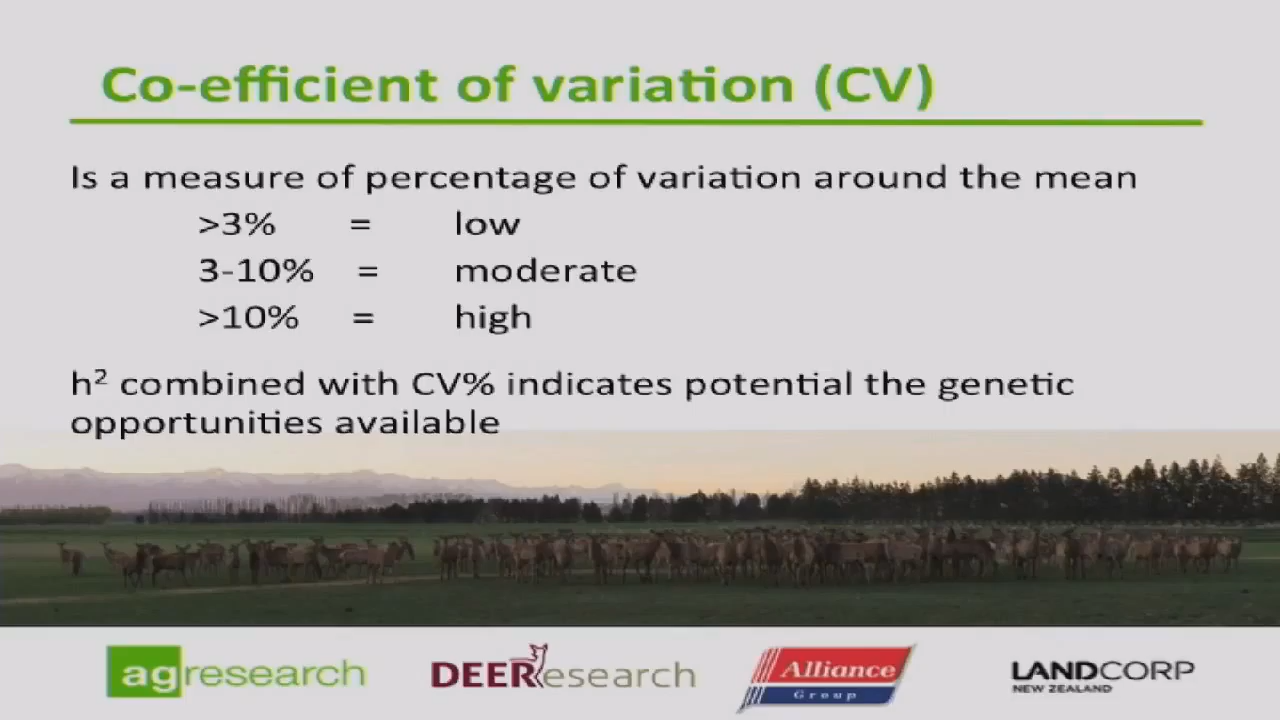 Co-efficient of variation (CV)
Is a measure of percentage of variation around the mean
>3% = low
3-10% = moderate
>10% = high
h² combined with CV% indicates potential the genetic
opportunities available
agresearch
DEEResearch
Alliance
Group
LANDCORP
NEW ZEALAND